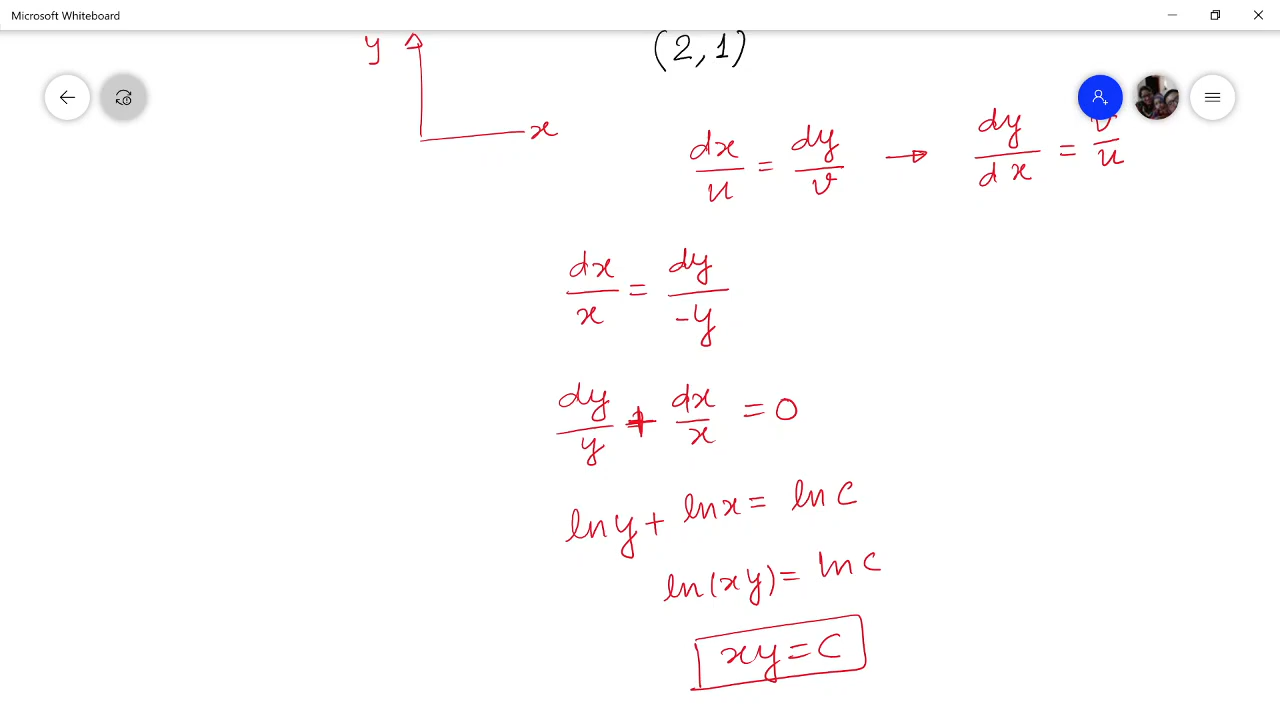 Microsoft Whiteboard
y
(2,1)
x
dx/u = dy/v → dy/dx = v/u
dx/x = dy/-y
dy/y + dx/x = 0
ln y + ln x = ln C
ln(xy) = ln C
xy = C